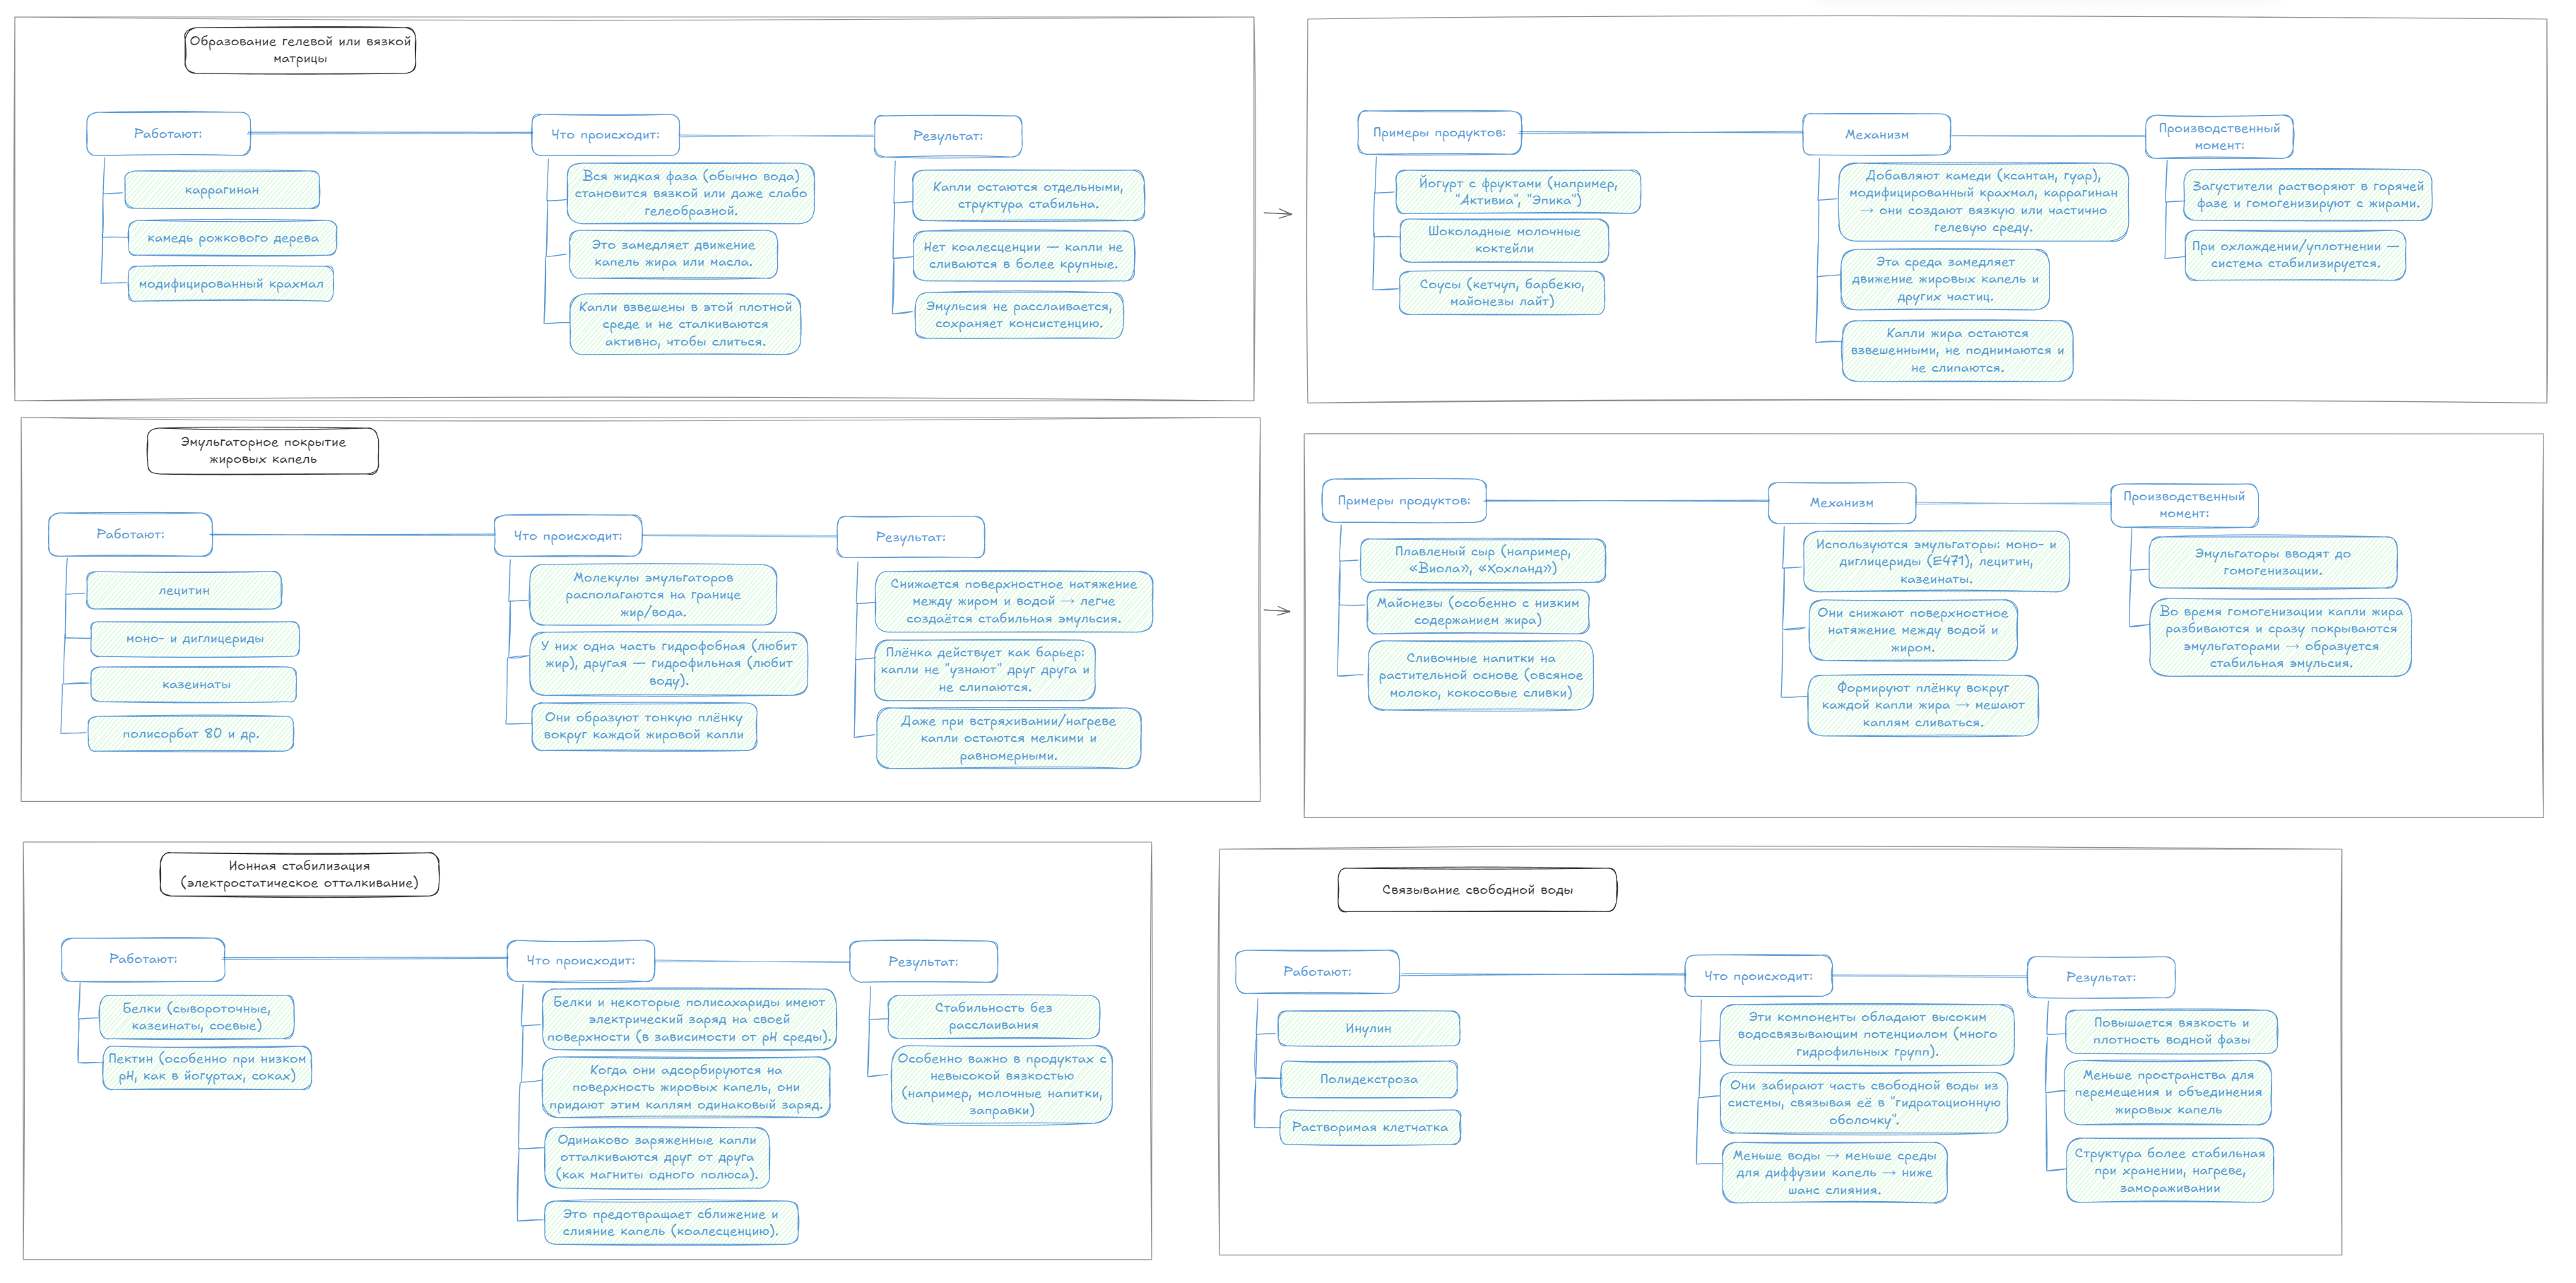 Образование гелевой или вязкой
матрицы
Работают:
каррагинан
камедь рожкового дерева
модифицированный крахмал
Что происходит:
Вся жидкая фаза (обычно вода)
становится вязкой или даже слабо
гелеобразной.
Это замедляет движение
капель жира или масла.
Капли взвешены в этой плотной
среде и не сталкиваются
активно, чтобы слиться.
Результат:
Капли остаются отдельными,
структура стабильна.
Нет коалесценции — капли не
сливаются в более крупные.
Эмульсия не расслаивается,
сохраняет консистенцию.
Примеры продуктов:
Йогурт с фруктами (например,
"Активиа", "Эпика")
Шоколадные молочные
коктейли
Соусы (кетчуп, барбекю,
майонезы лайт)
Механизм
Добавляют камеди (ксантан, гуар),
модифицированный крахмал, каррагинан
→ они создают вязкую или частично
гелевую среду.
Эта среда замедляет
движение жировых капель и
других частиц.
Капли жира остаются
взвешенными, не поднимаются и
не слипаются.
Производственный
момент:
Загустители растворяют в горячей
фазе и гомогенизируют с жирами.
При охлаждении/уплотнении —
система стабилизируется.
Эмульгаторное покрытие
жировых капель
Работают:
лецитин
моно- и диглицериды
казеинаты
полисорбат 80 и др.
Что происходит:
Молекулы эмульгаторов
располагаются на границе
жир/вода.
У них одна часть гидрофобная (любит
жир), другая — гидрофильная (любит
воду).
Они образуют тонкую плёнку
вокруг каждой жировой капли
Результат:
Снижается поверхностное натяжение
между жиром и водой → легче
создаётся стабильная эмульсия.
Плёнка действует как барьер:
капли не "узнают" друг друга и
не слипаются.
Даже при встряхивании/нагреве
капли остаются мелкими и
равномерными.
Примеры продуктов:
Плавленый сыр (например,
«Виола», «Хохланд»)
Майонезы (особенно с низким
содержанием жира)
Сливочные напитки на
растительной основе (овсяное
молоко, кокосовые сливки)
Механизм
Используются эмульгаторы: моно- и
диглицериды (E471), лецитин,
казеинаты.
Они снижают поверхностное
натяжение между водой и
жиром.
Формируют плёнку вокруг
каждой капли жира → мешают
каплям сливаться.
Производственный
момент:
Эмульгаторы вводят до
гомогенизации.
Во время гомогенизации капли жира
разбиваются и сразу покрываются
эмульгаторами → образуется
стабильная эмульсия.
Ионная стабилизация
(электростатическое отталкивание)
Работают:
Белки (сывороточные,
казеинаты, соевые)
Пектин (особенно при низком
pH, как в йогуртах, соках)
Что происходит:
Белки и некоторые полисахариды имеют
электрический заряд на своей
поверхности (в зависимости от pH среды).
Когда они адсорбируются на
поверхность жировых капель, они
придают этим каплям одинаковый заряд.
Одинаково заряженные капли
отталкиваются друг от друга
(как магниты одного полюса).
Это предотвращает сближение и
слияние капель (коалесценцию).
Результат:
Стабильность без
расслаивания
Особенно важно в продуктах с
невысокой вязкостью
(например, молочные напитки,
заправки)
Связывание свободной воды
Работают:
Инулин
Полидекстроза
Растворимая клетчатка
Что происходит:
Эти компоненты обладают высоким
водосвязывающим потенциалом (много
гидрофильных групп).
Они забирают часть свободной воды из
системы, связывая её в "гидратационную
оболочку".
Меньше воды → меньше среды
для диффузии капель → ниже
шанс слияния.
Результат:
Повышается вязкость и
плотность водной фазы
Меньше пространства для
перемещения и объединения
жировых капель
Структура более стабильная
при хранении, нагреве,
замораживании